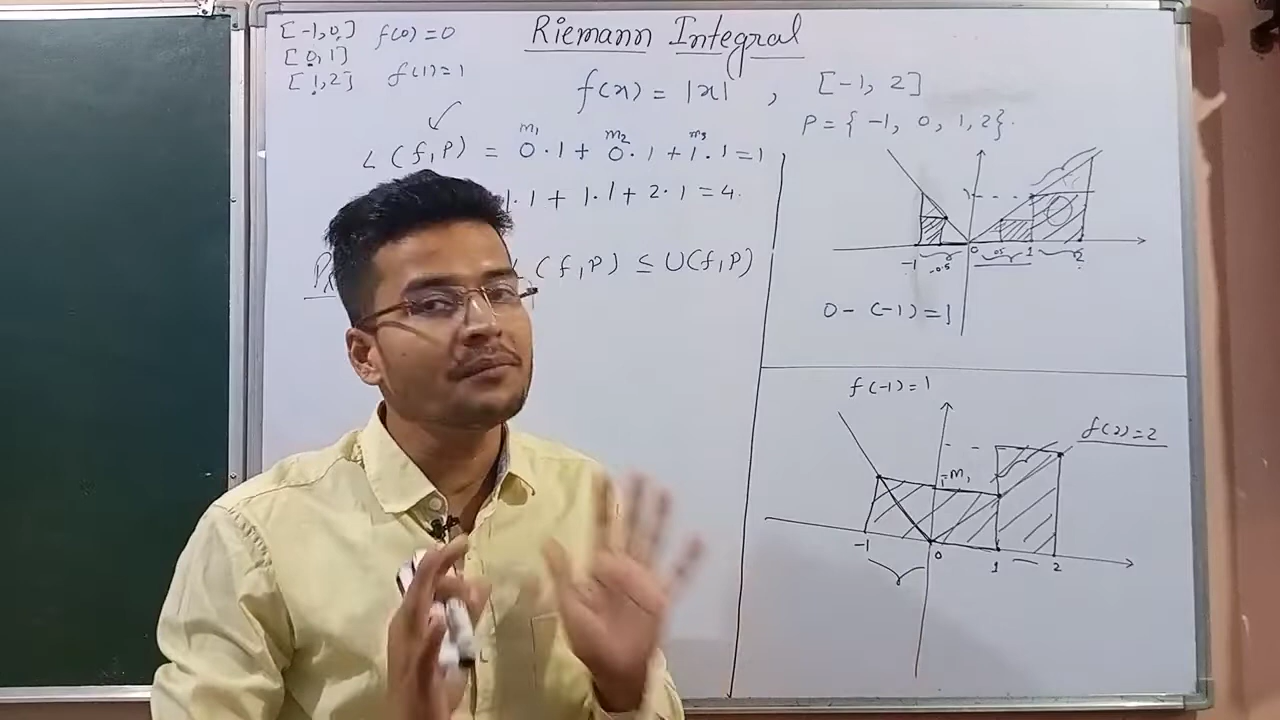 Riemann Integral
[-1, 0] f(0) = 0
[0, 1]
[1, 2] f(1) = 1
f(x) = |x| , [-1, 2]
P = { -1, 0, 1, 2}.
m₁ m₂ m₃
L (f, P) = 0.1 + 0.1 + 1.1 = 1
1.1 + 1.1 + 2.1 = 4.
(f, P) ≤ U(f, P)
-1 0 1 2
.05 .05
0 - (-1) = 1
f(-1) = 1
f(2) = 2
m₁
-1 0 1 2